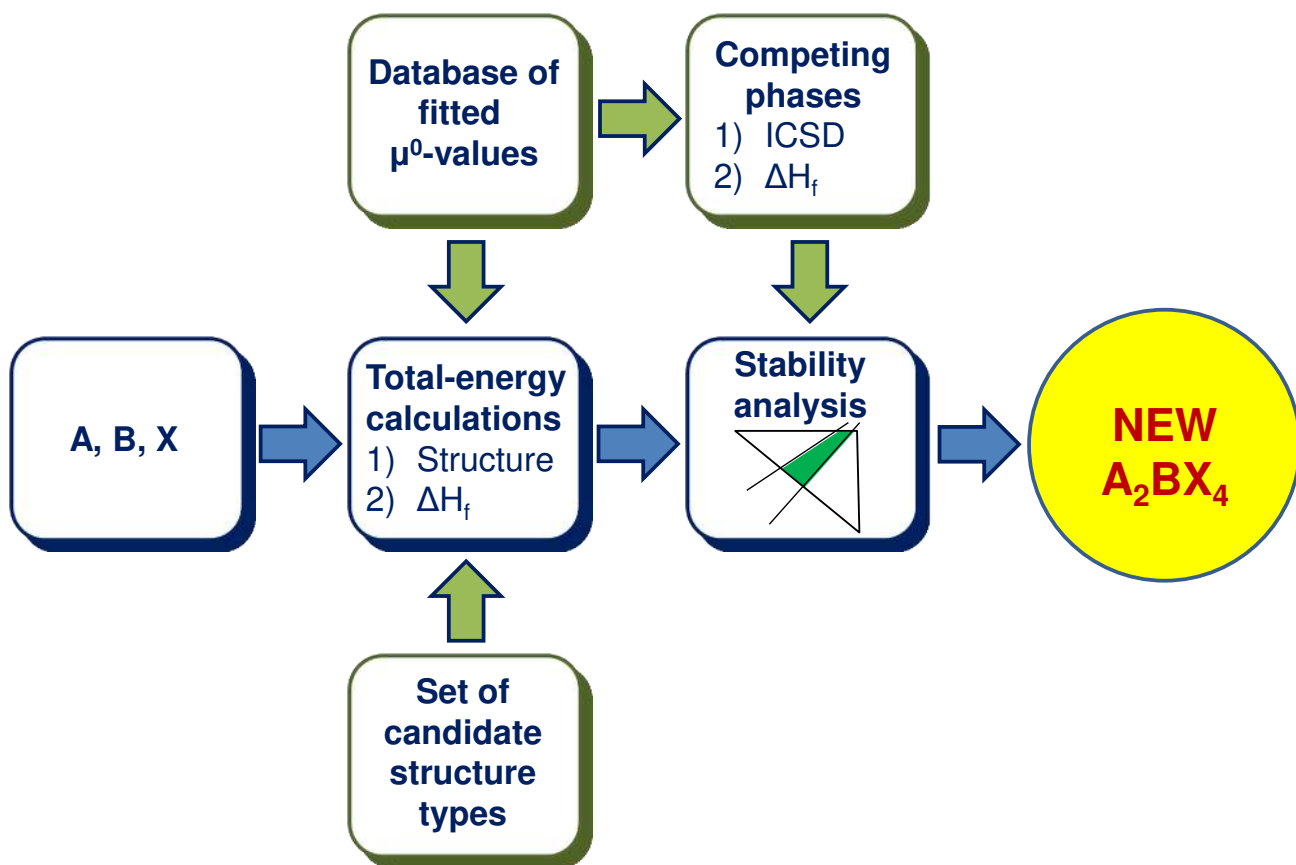 Database of
fitted
µ⁰-values
Competing
phases
1) ICSD
2) ΔH_f
A, B, X
Total-energy
calculations
1) Structure
2) ΔH_f
Stability
analysis
NEW
A₂BX₄
Set of
candidate
structure
types